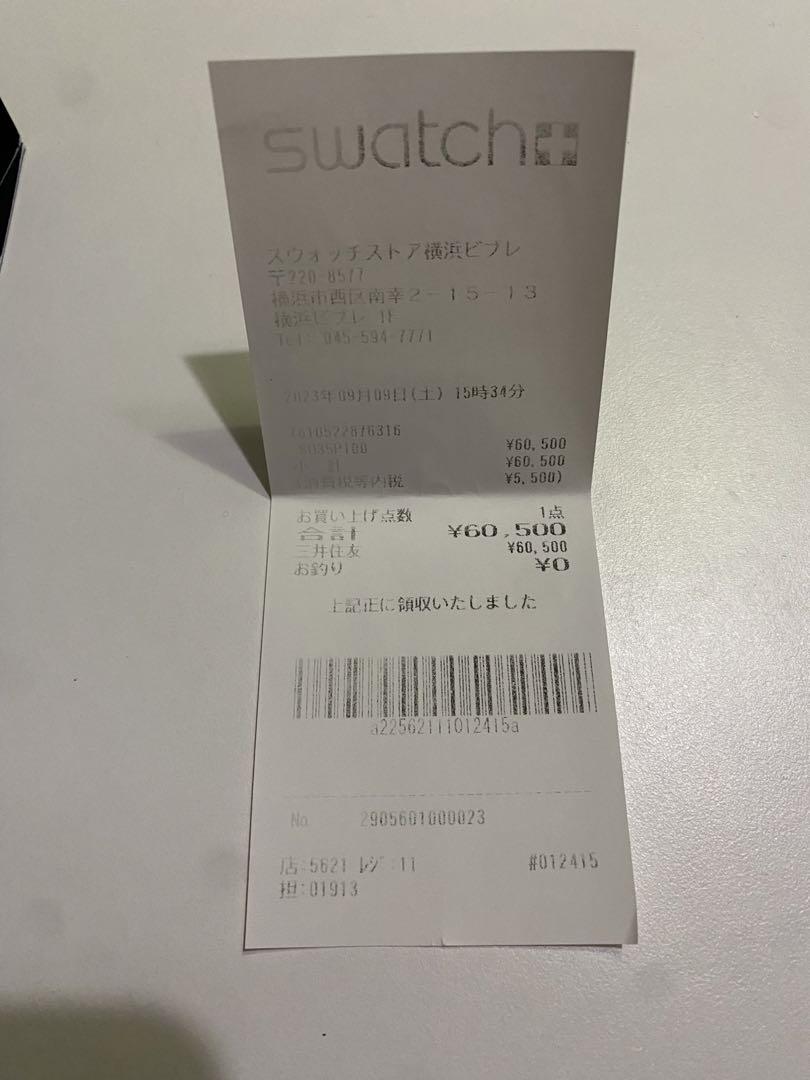 swatch
スウォッチストア横浜ビブレ
〒220-8577
横浜市西区南幸2-15-13
横浜ビブレ 1F
Tel: 045-594-7771
2023年09月09日(土) 15時34分
7610522876316
SO35P100 ¥60,500
小 計 ¥60,500
(消費税等内税 ¥5,500)
お買い上げ点数 1点
合計 ¥60,500
三井住友 ¥60,500
お釣り ¥0
上記正に領収いたしました
a22562111012415a
No 2905601000023
店:5621 レジ:11 #012415
担:01913